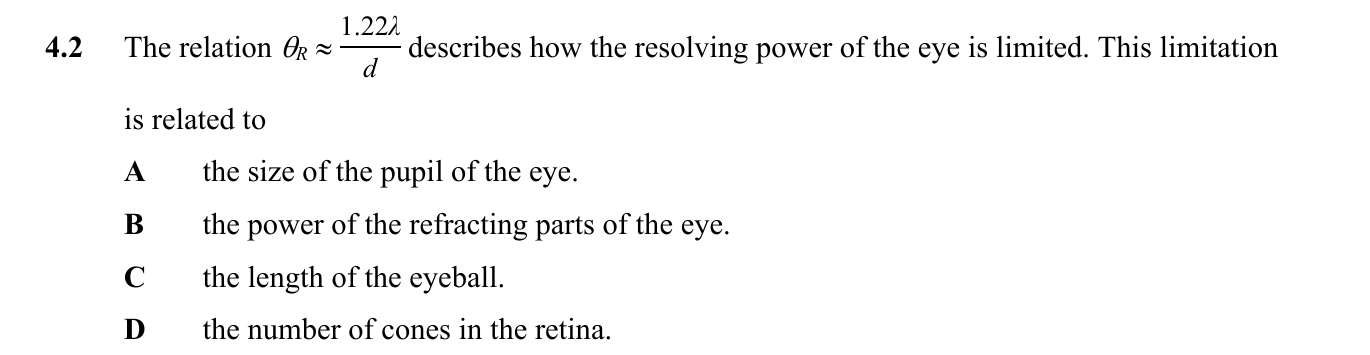 4.2 The relation θR ≈ 1.22λ/d describes how the resolving power of the eye is limited. This limitation
is related to
A the size of the pupil of the eye.
B the power of the refracting parts of the eye.
C the length of the eyeball.
D the number of cones in the retina.